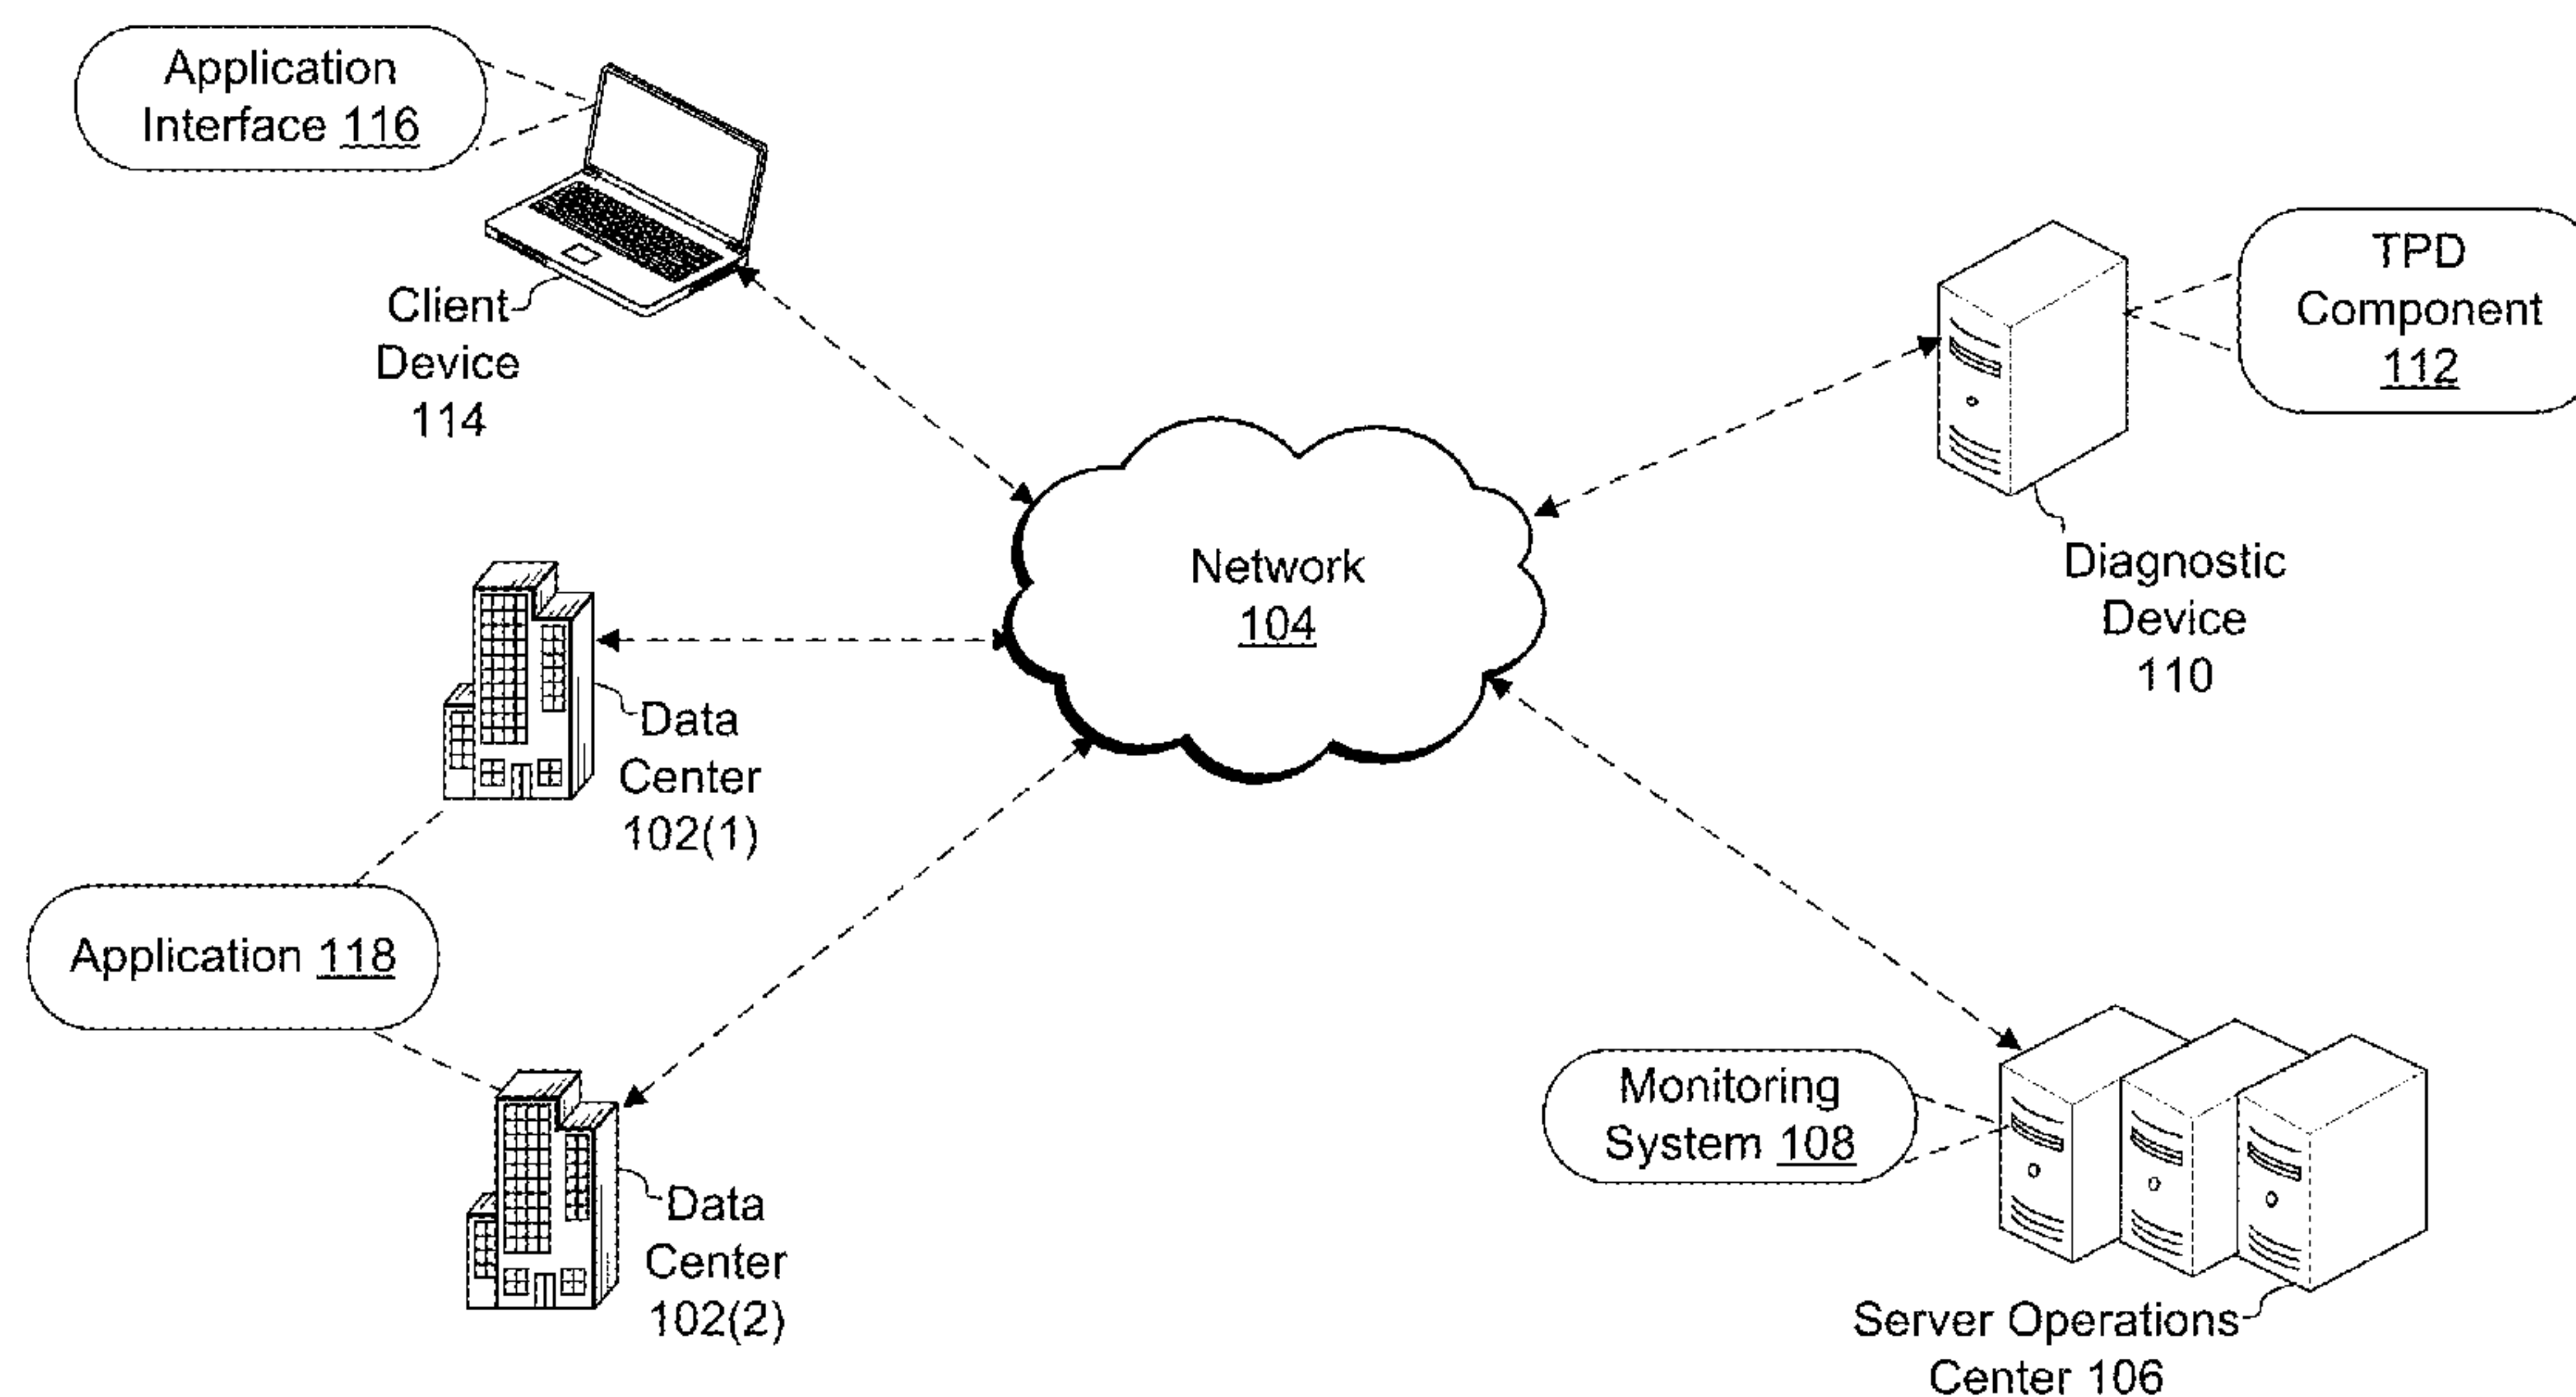 Application
Interface 116
Client
Device
114
TPD
Component
112
Network
104
Diagnostic
Device
110
Data
Center
102(1)
Application 118
Data
Center
102(2)
Monitoring
System 108
Server Operations
Center 106